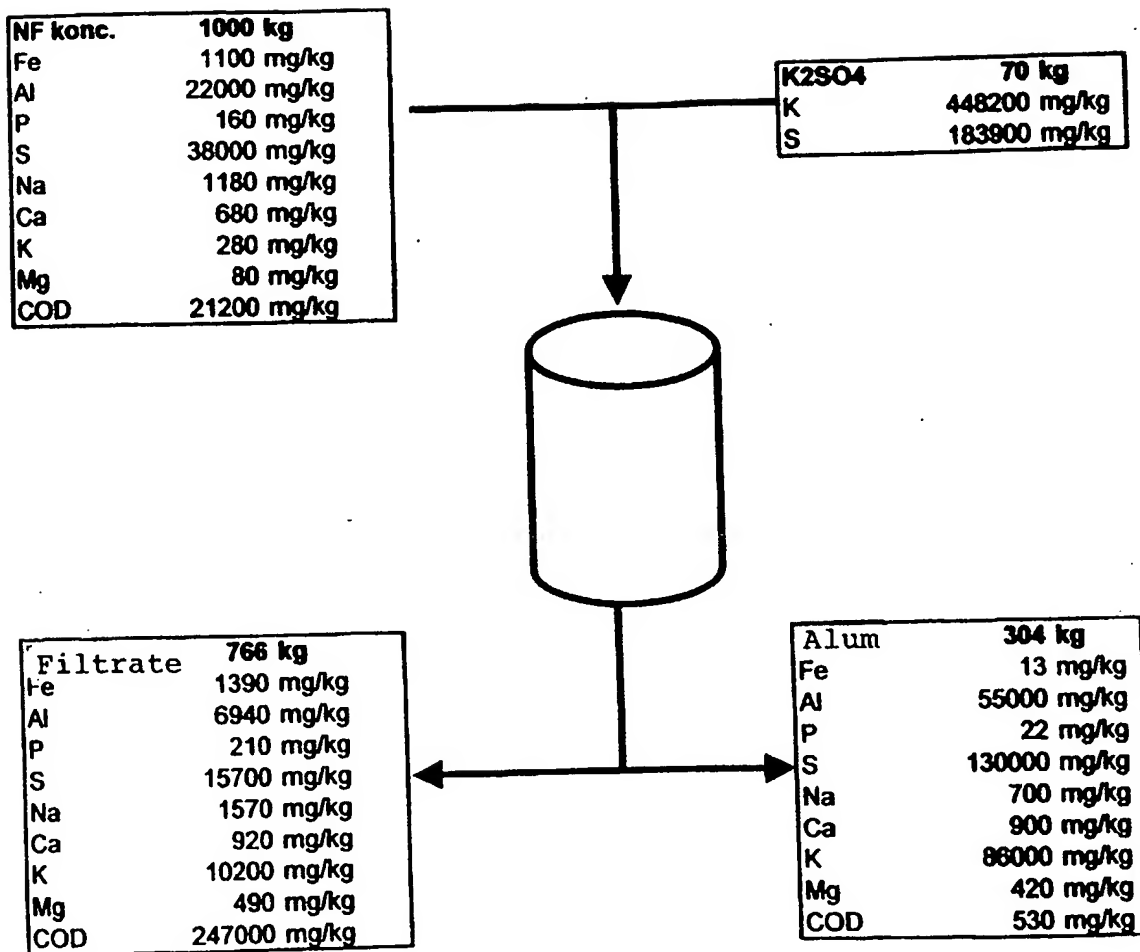 NF konc. 1000 kg
Fe 1100 mg/kg
Al 22000 mg/kg
P 160 mg/kg
S 38000 mg/kg
Na 1180 mg/kg
Ca 680 mg/kg
K 280 mg/kg
Mg 80 mg/kg
COD 21200 mg/kg
K2SO4 70 kg
K 448200 mg/kg
S 183900 mg/kg
Filtrate 766 kg
Fe 1390 mg/kg
Al 6940 mg/kg
P 210 mg/kg
S 15700 mg/kg
Na 1570 mg/kg
Ca 920 mg/kg
K 10200 mg/kg
Mg 490 mg/kg
COD 247000 mg/kg
Alum 304 kg
Fe 13 mg/kg
Al 55000 mg/kg
P 22 mg/kg
S 130000 mg/kg
Na 700 mg/kg
Ca 900 mg/kg
K 86000 mg/kg
Mg 420 mg/kg
COD 530 mg/kg